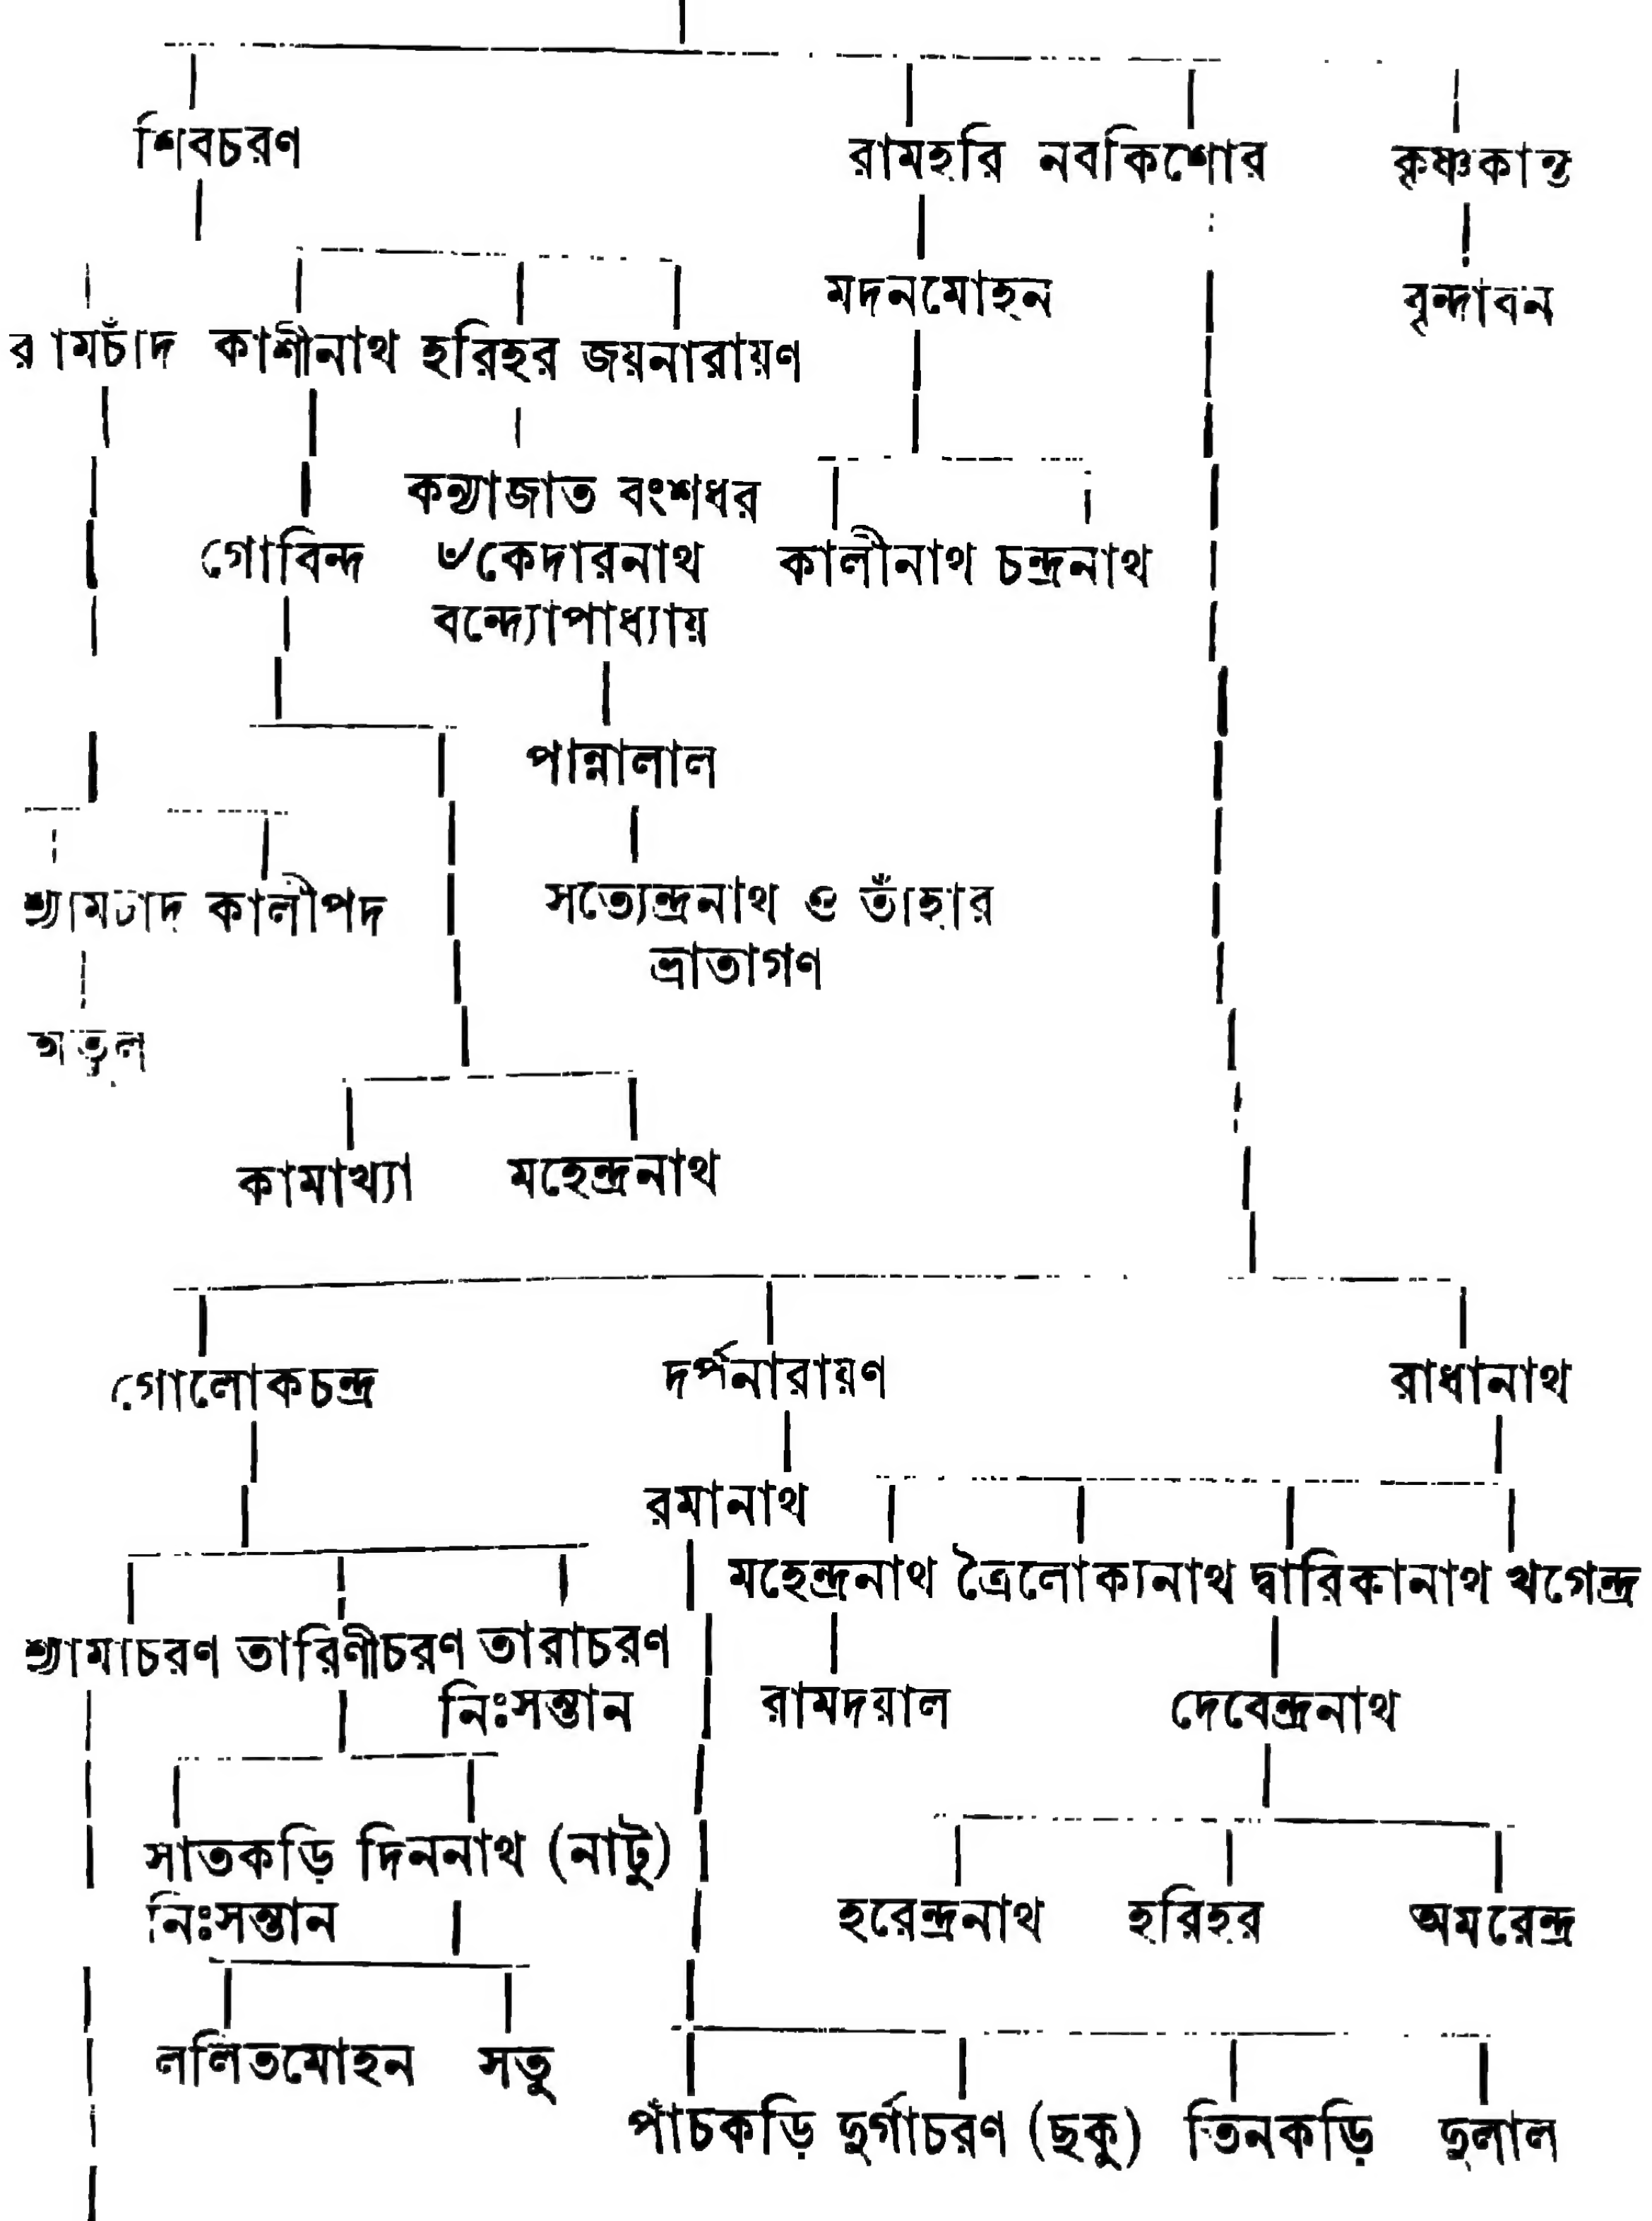 শিবচরণ
রামহরি নবকিশোর কৃষ্ণকান্ত
মদনমোহন বৃন্দাবন
রামচাঁদ কাশীনাথ হরিহর জয়নারায়ণ
কন্যাজাত বংশধর
গোবিন্দ ৺কেদারনাথ কালীনাথ চন্দ্রনাথ
বন্দ্যোপাধ্যায়
পান্নালাল
শ্যামচাঁদ কালীপদ সত্যেন্দ্রনাথ ও তাঁহার
ভ্রাতাগণ
অতুল
কামাখ্যা মহেন্দ্রনাথ
গোলোকচন্দ্র দর্পনারায়ণ রাধানাথ
রমানাথ
মহেন্দ্রনাথ ত্রৈলোক্যনাথ দ্বারিকানাথ খগেন্দ্র
শ্যামাচরণ তারিণীচরণ তারাচরণ
নিঃসন্তান রামদয়াল দেবেন্দ্রনাথ
সাতকড়ি দিননাথ (নাটু)
নিঃসন্তান হরেন্দ্রনাথ হরিহর অমরেন্দ্র
ললিতমোহন সতু
পাঁচকড়ি দুর্গাচরণ (ছকু) তিনকড়ি দুলাল